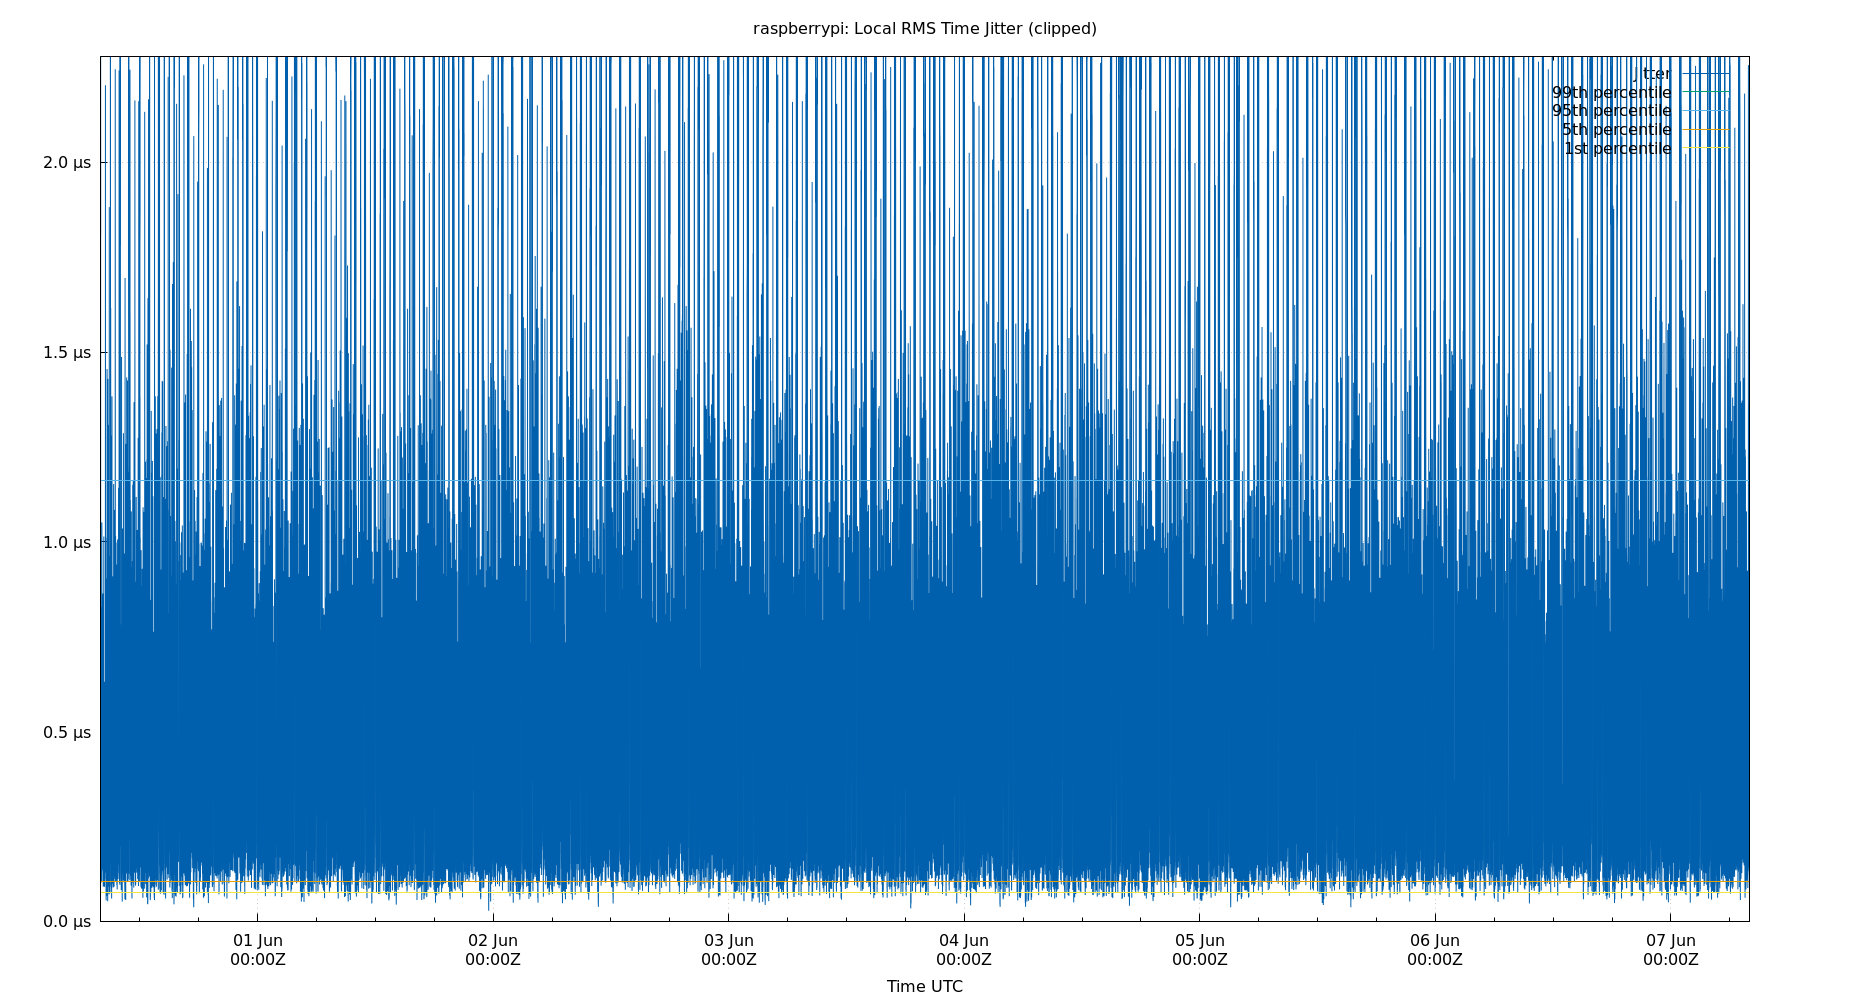 raspberrypi: Local RMS Time Jitter (clipped)
jitter
99th percentile
95th percentile
5th percentile
1st percentile
2.0 μs
1.5 μs
1.0 μs
0.5 μs
0.0 μs
01 Jun 02 Jun 03 Jun 04 Jun 05 Jun 06 Jun 07 Jun
00:00Z 00:00Z 00:00Z 00:00Z 00:00Z 00:00Z 00:00Z
Time UTC